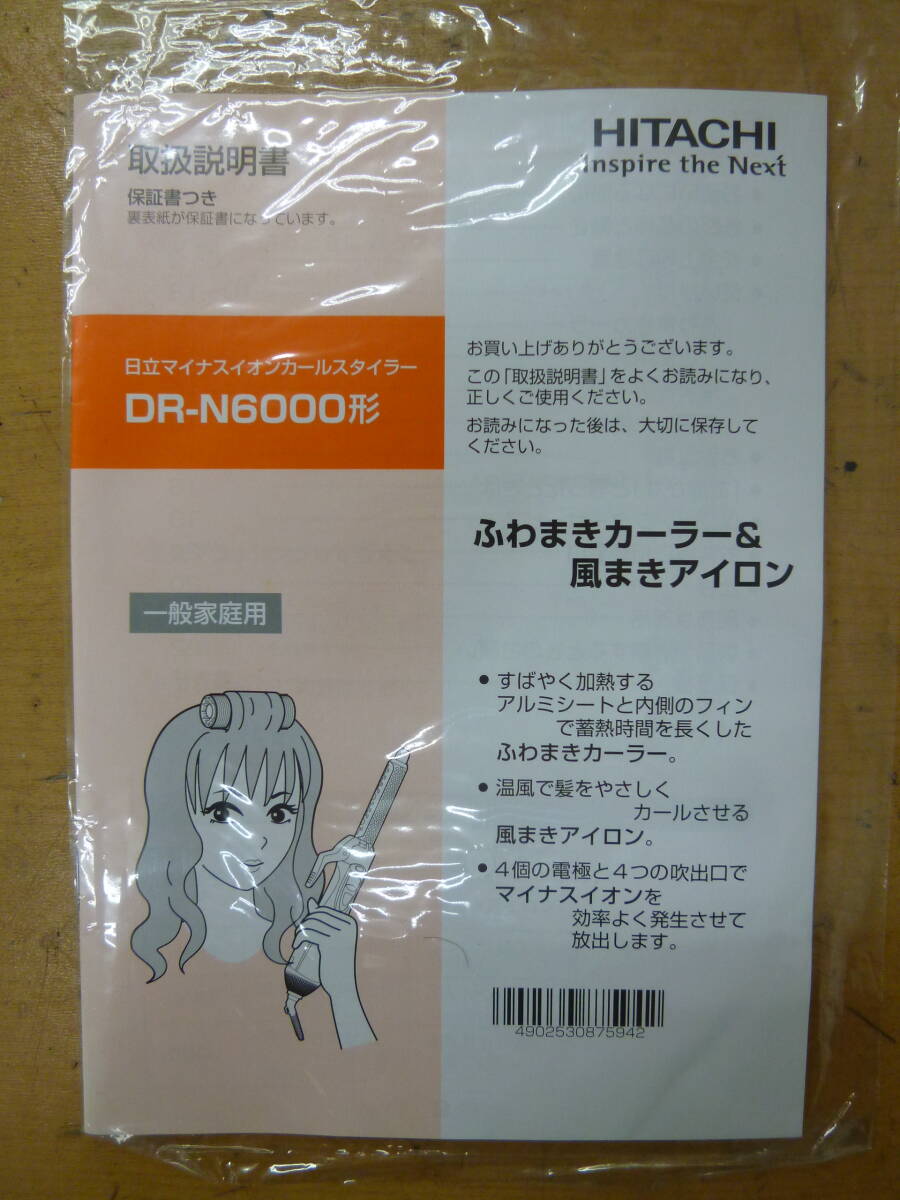 取扱説明書
保証書つき
裏表紙が保証書になっています。
日立マイナスイオンカールスタイラー
DR-N6000形
一般家庭用
HITACHI
Inspire the Next
お買い上げありがとうございます。
この「取扱説明書」をよくお読みになり、
正しくご使用ください。
お読みになった後は、大切に保存して
ください。
ふわまきカーラー&
風まきアイロン
● すばやく加熱する
アルミシートと内側のフィン
で蓄熱時間を長くした
ふわまきカーラー。
● 温風で髪をやさしく
カールさせる
風まきアイロン。
● 4個の電極と4つの吹出口で
マイナスイオンを
効率よく発生させて
放出します。
4902530875942